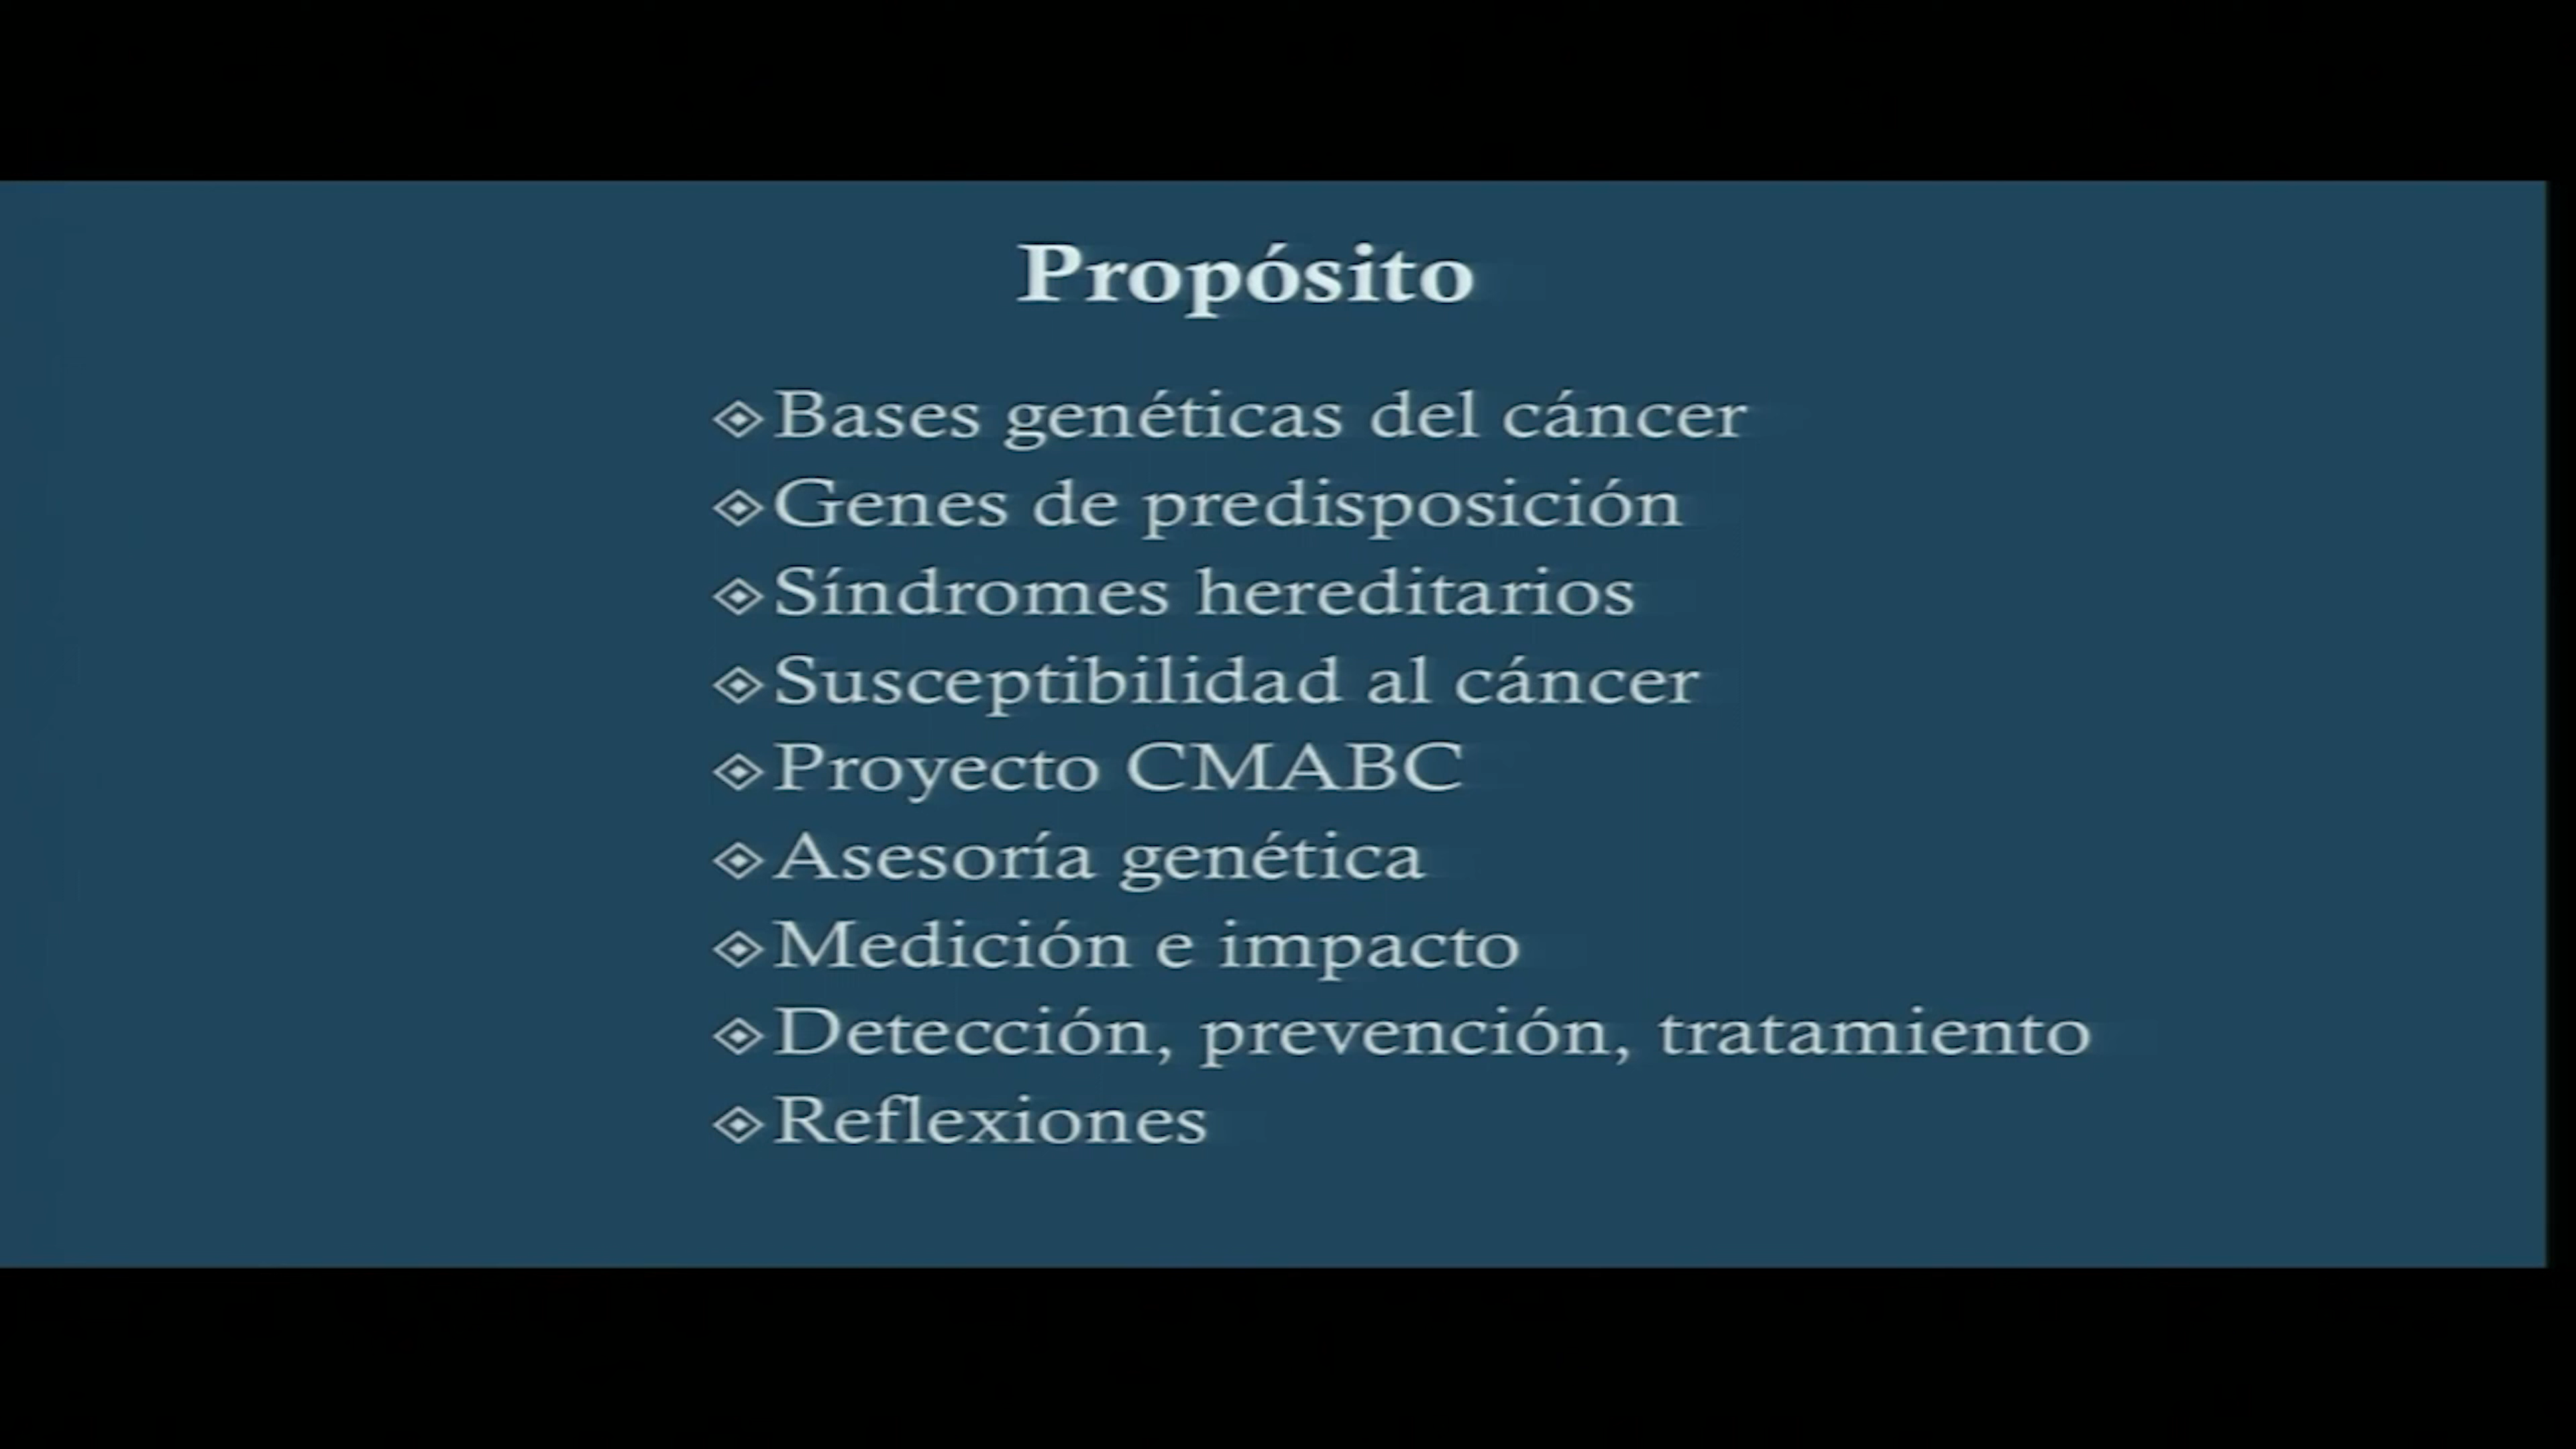 Propósito
Bases genéticas del cáncer
Genes de predisposición
Síndromes hereditarios
Susceptibilidad al cáncer
Proyecto CMABC
Asesoría genética
Medición e impacto
Detección, prevención, tratamiento
Reflexiones